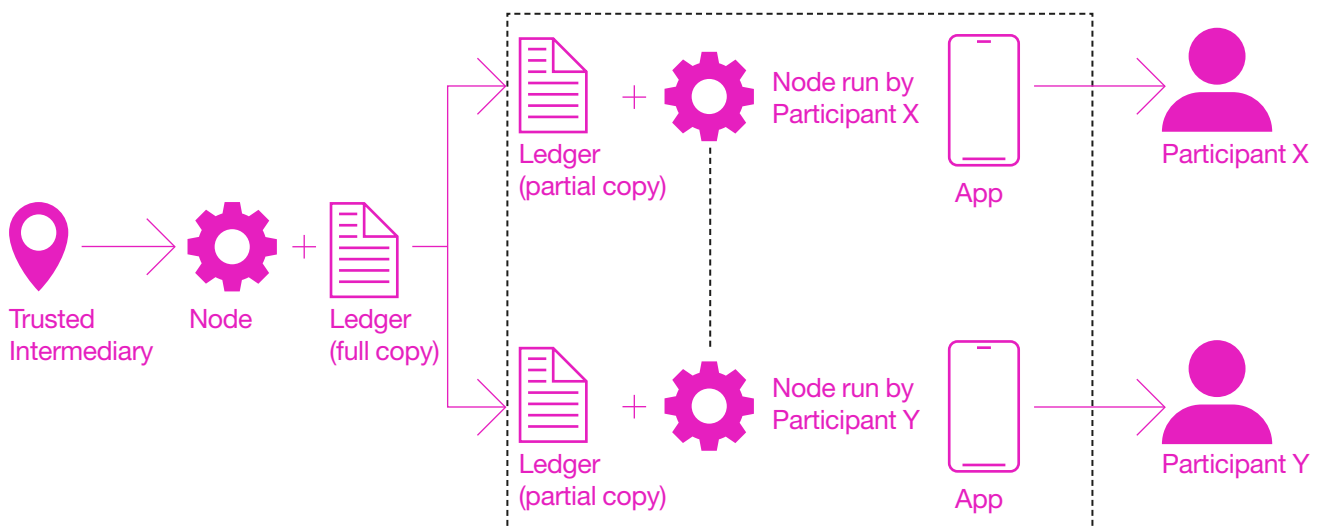 Node run by
Participant X
Ledger
(partial copy)
App
Participant X
Trusted
Intermediary
Node
Ledger
(full copy)
Node run by
Participant Y
Ledger
(partial copy)
App
Participant Y